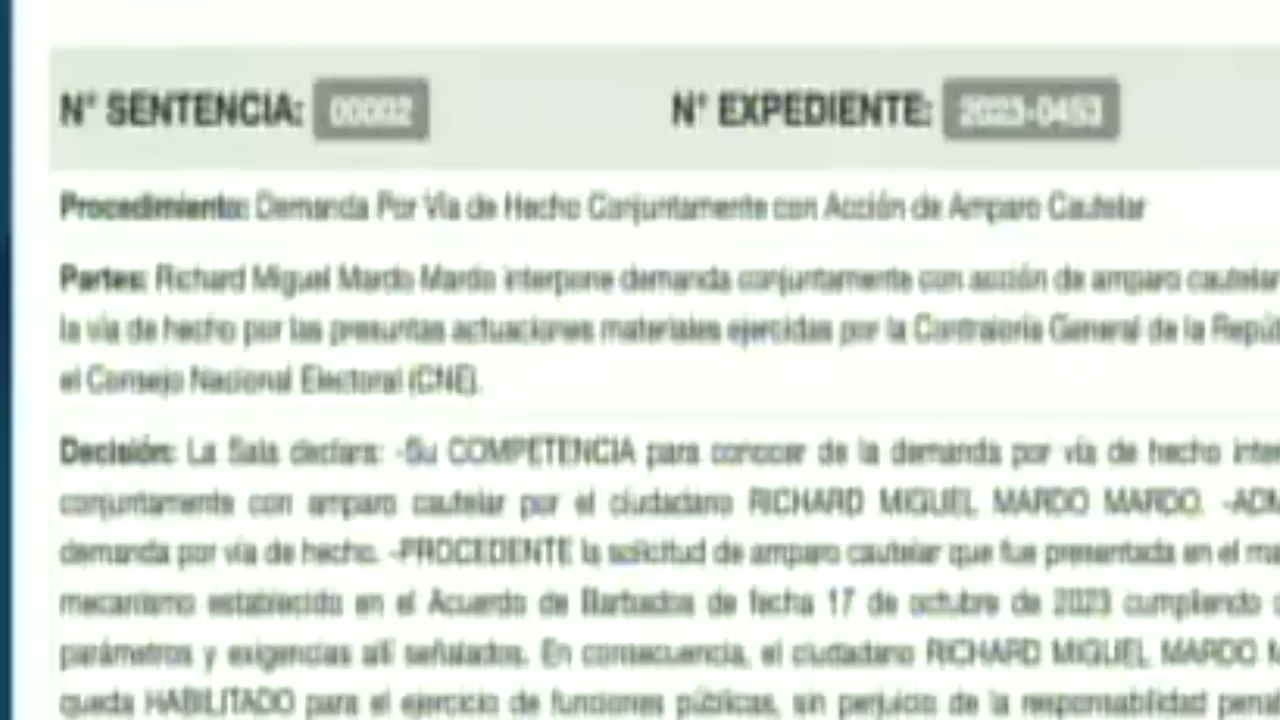 N° SENTENCIA: 00002 N° EXPEDIENTE: 2023-0453
Procedimiento: Demanda Por Vía de Hecho Conjuntamente con Acción de Amparo Cautelar
Partes: Richard Miguel Mardo Mardo interpone demanda conjuntamente con acción de amparo cautelar
la vía de hecho por las presuntas actuaciones materiales ejercidas por la Contraloría General de la Repú
el Consejo Nacional Electoral (CNE).
Decisión: La Sala declara: -Su COMPETENCIA para conocer de la demanda por vía de hecho inter
conjuntamente con amparo cautelar por el ciudadano RICHARD MIGUEL MARDO MARDO. -ADM
demanda por vía de hecho. -PROCEDENTE la solicitud de amparo cautelar que fue presentada en el ma
mecanismo establecido en el Acuerdo de Barbados de fecha 17 de octubre de 2023 cumpliendo
parámetros y exigencias allí señalados. En consecuencia, el ciudadano RICHARD MIGUEL MARDO M
queda HABILITADO para el ejercicio de funciones públicas, sin perjuicio de la responsabilidad penal